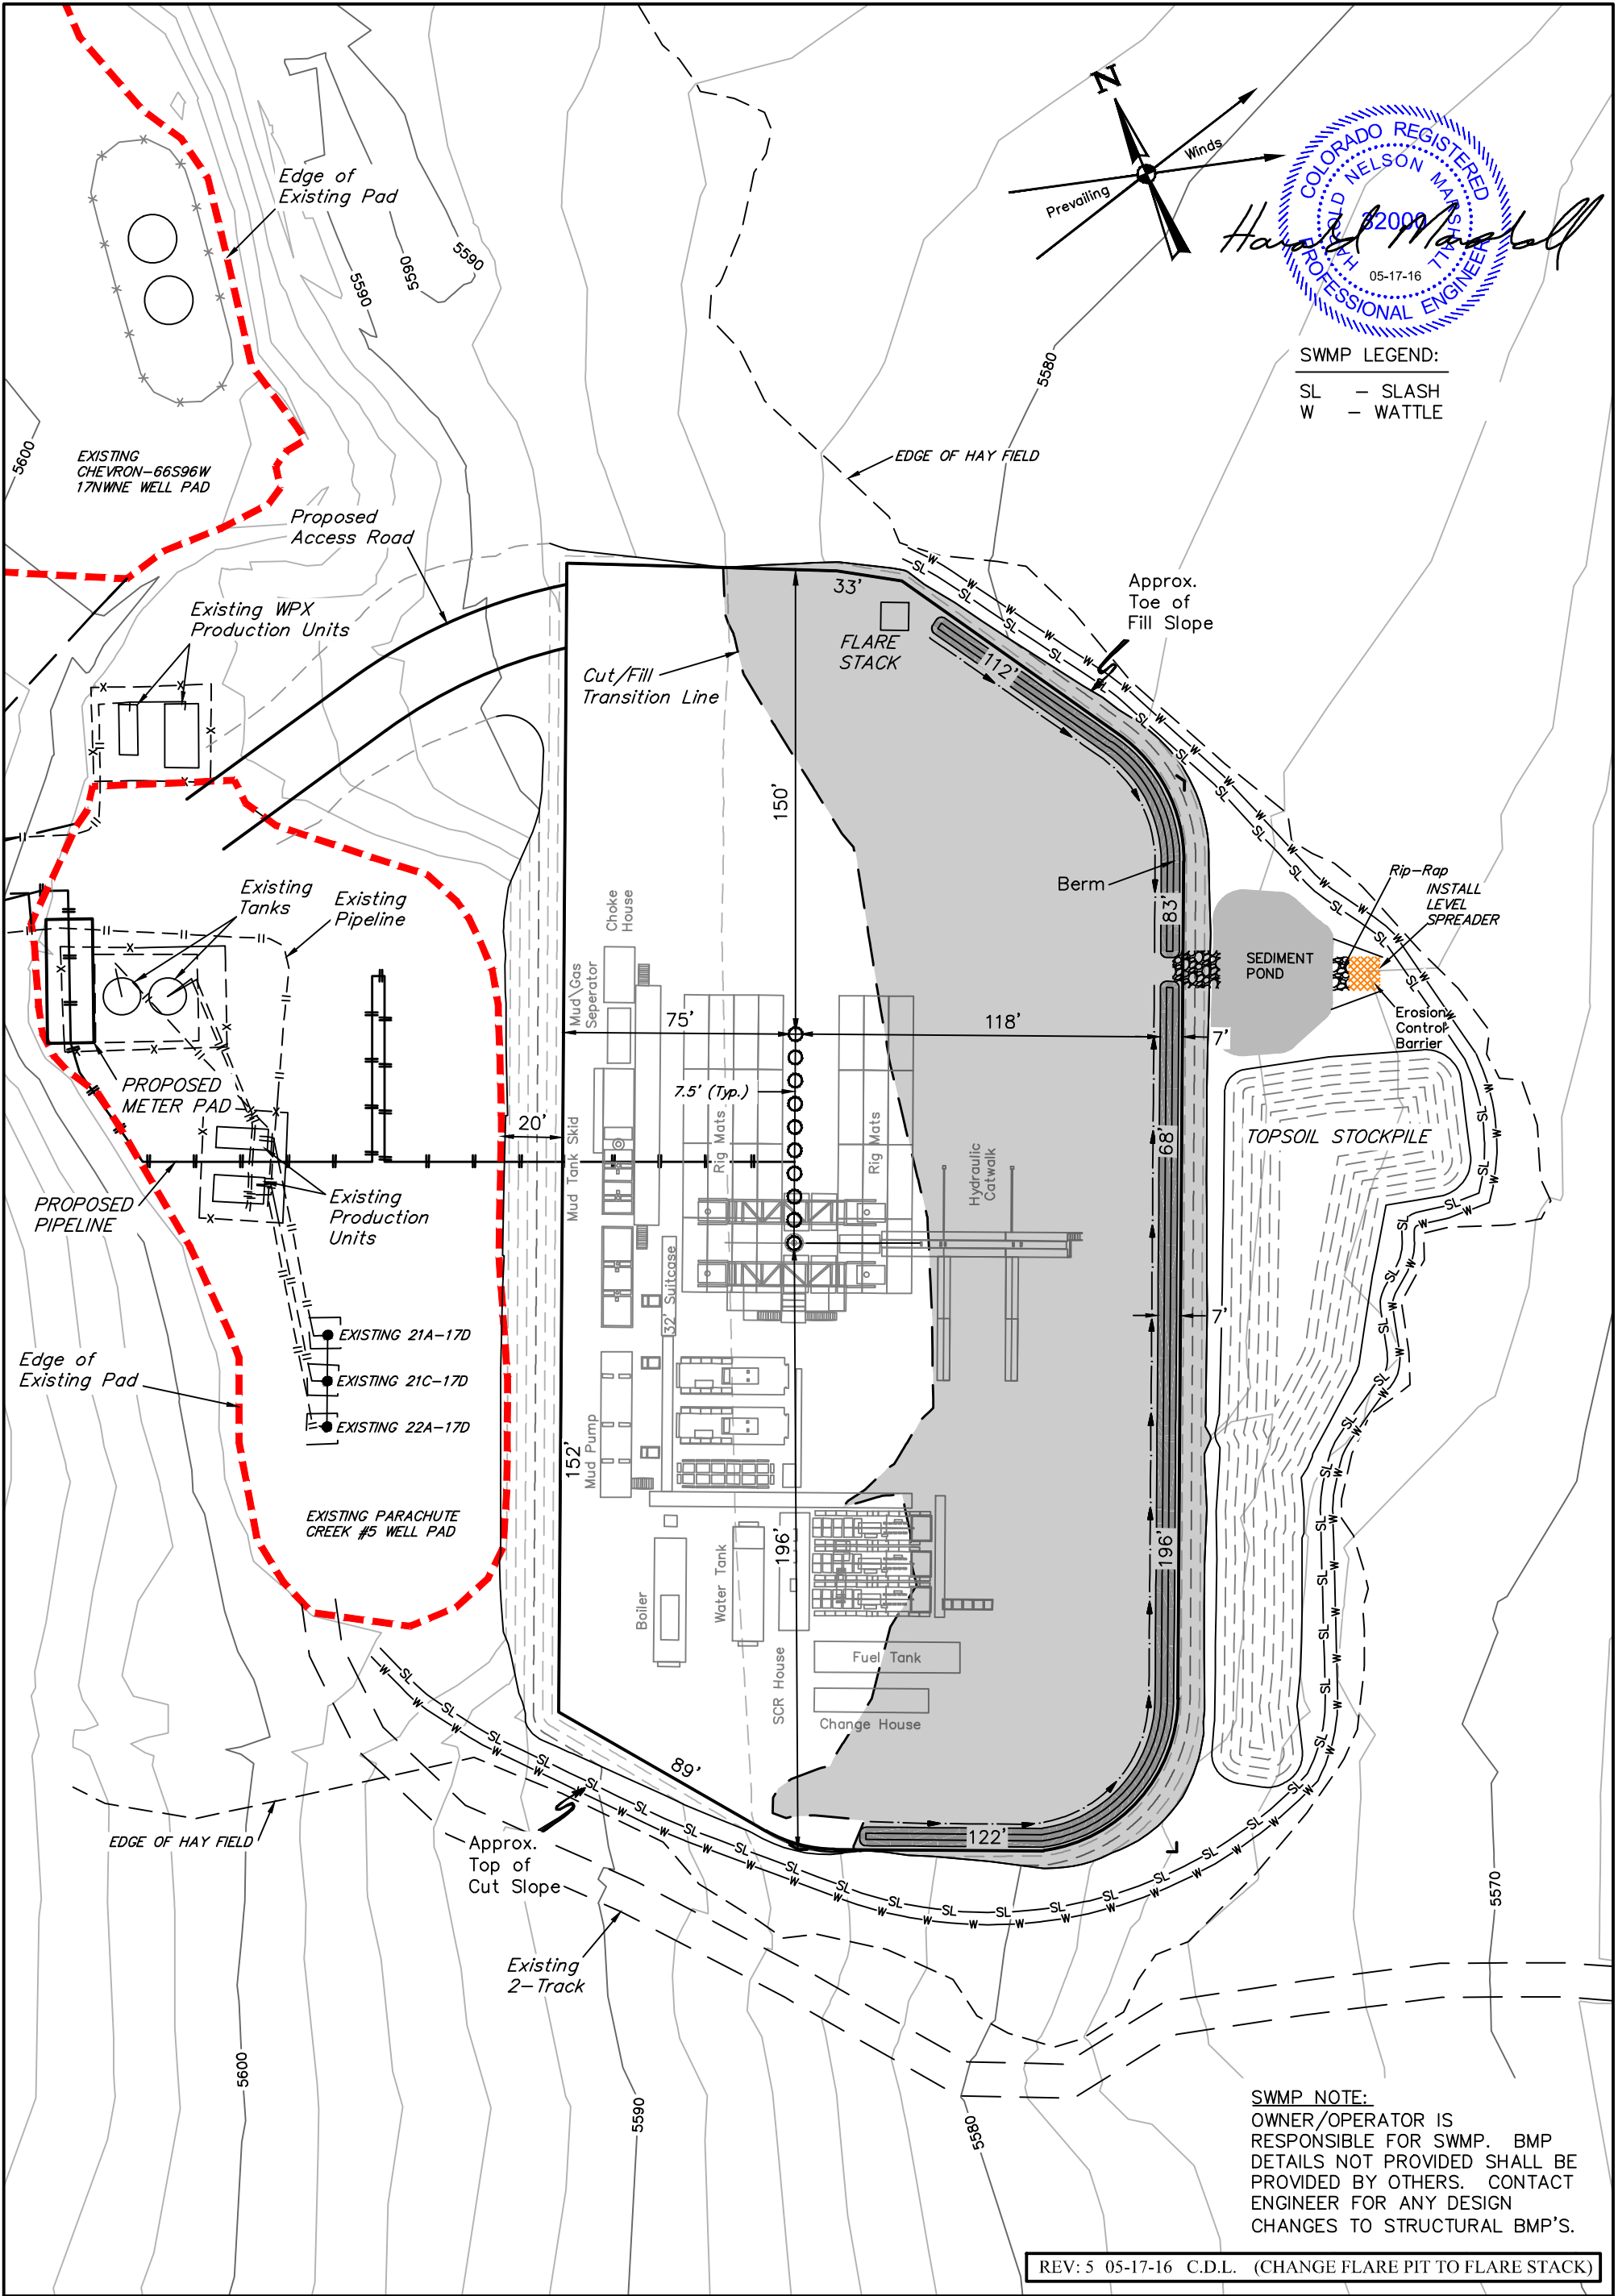 N
Winds
Prevailing
COLORADO REGISTERED
HAROLD NELSON MARSHALL
32000
05-17-16
PROFESSIONAL ENGINEER
Harold Marshall
SWMP LEGEND:
SL – SLASH
W – WATTLE
Edge of
Existing Pad
5590
5590
5590
5580
5600
EXISTING
CHEVRON-66S96W
17NWNE WELL PAD
EDGE OF HAY FIELD
Proposed
Access Road
Existing WPX
Production Units
Approx.
Toe of
Fill Slope
33'
FLARE
STACK
112'
Cut/Fill
Transition Line
150'
Berm
83'
Rip-Rap
INSTALL
LEVEL
SPREADER
SEDIMENT
POND
Erosion
Control
Barrier
Existing
Tanks
Existing
Pipeline
Choke
House
Mud\Gas
Seperator
75'
118'
7'
7.5' (Typ.)
PROPOSED
METER PAD
20'
Mud Tank Skid
Rig Mats
Rig Mats
Hydraulic
Catwalk
68'
TOPSOIL STOCKPILE
PROPOSED
PIPELINE
Existing
Production
Units
32' Suitcase
7'
EXISTING 21A-17D
EXISTING 21C-17D
EXISTING 22A-17D
Edge of
Existing Pad
152'
Mud Pump
EXISTING PARACHUTE
CREEK #5 WELL PAD
196'
196'
Boiler
Water Tank
SCR House
Fuel Tank
Change House
89'
122'
EDGE OF HAY FIELD
Approx.
Top of
Cut Slope
Existing
2-Track
5600
5590
5580
5570
SWMP NOTE:
OWNER/OPERATOR IS
RESPONSIBLE FOR SWMP. BMP
DETAILS NOT PROVIDED SHALL BE
PROVIDED BY OTHERS. CONTACT
ENGINEER FOR ANY DESIGN
CHANGES TO STRUCTURAL BMP'S.
REV: 5 05-17-16 C.D.L. (CHANGE FLARE PIT TO FLARE STACK)